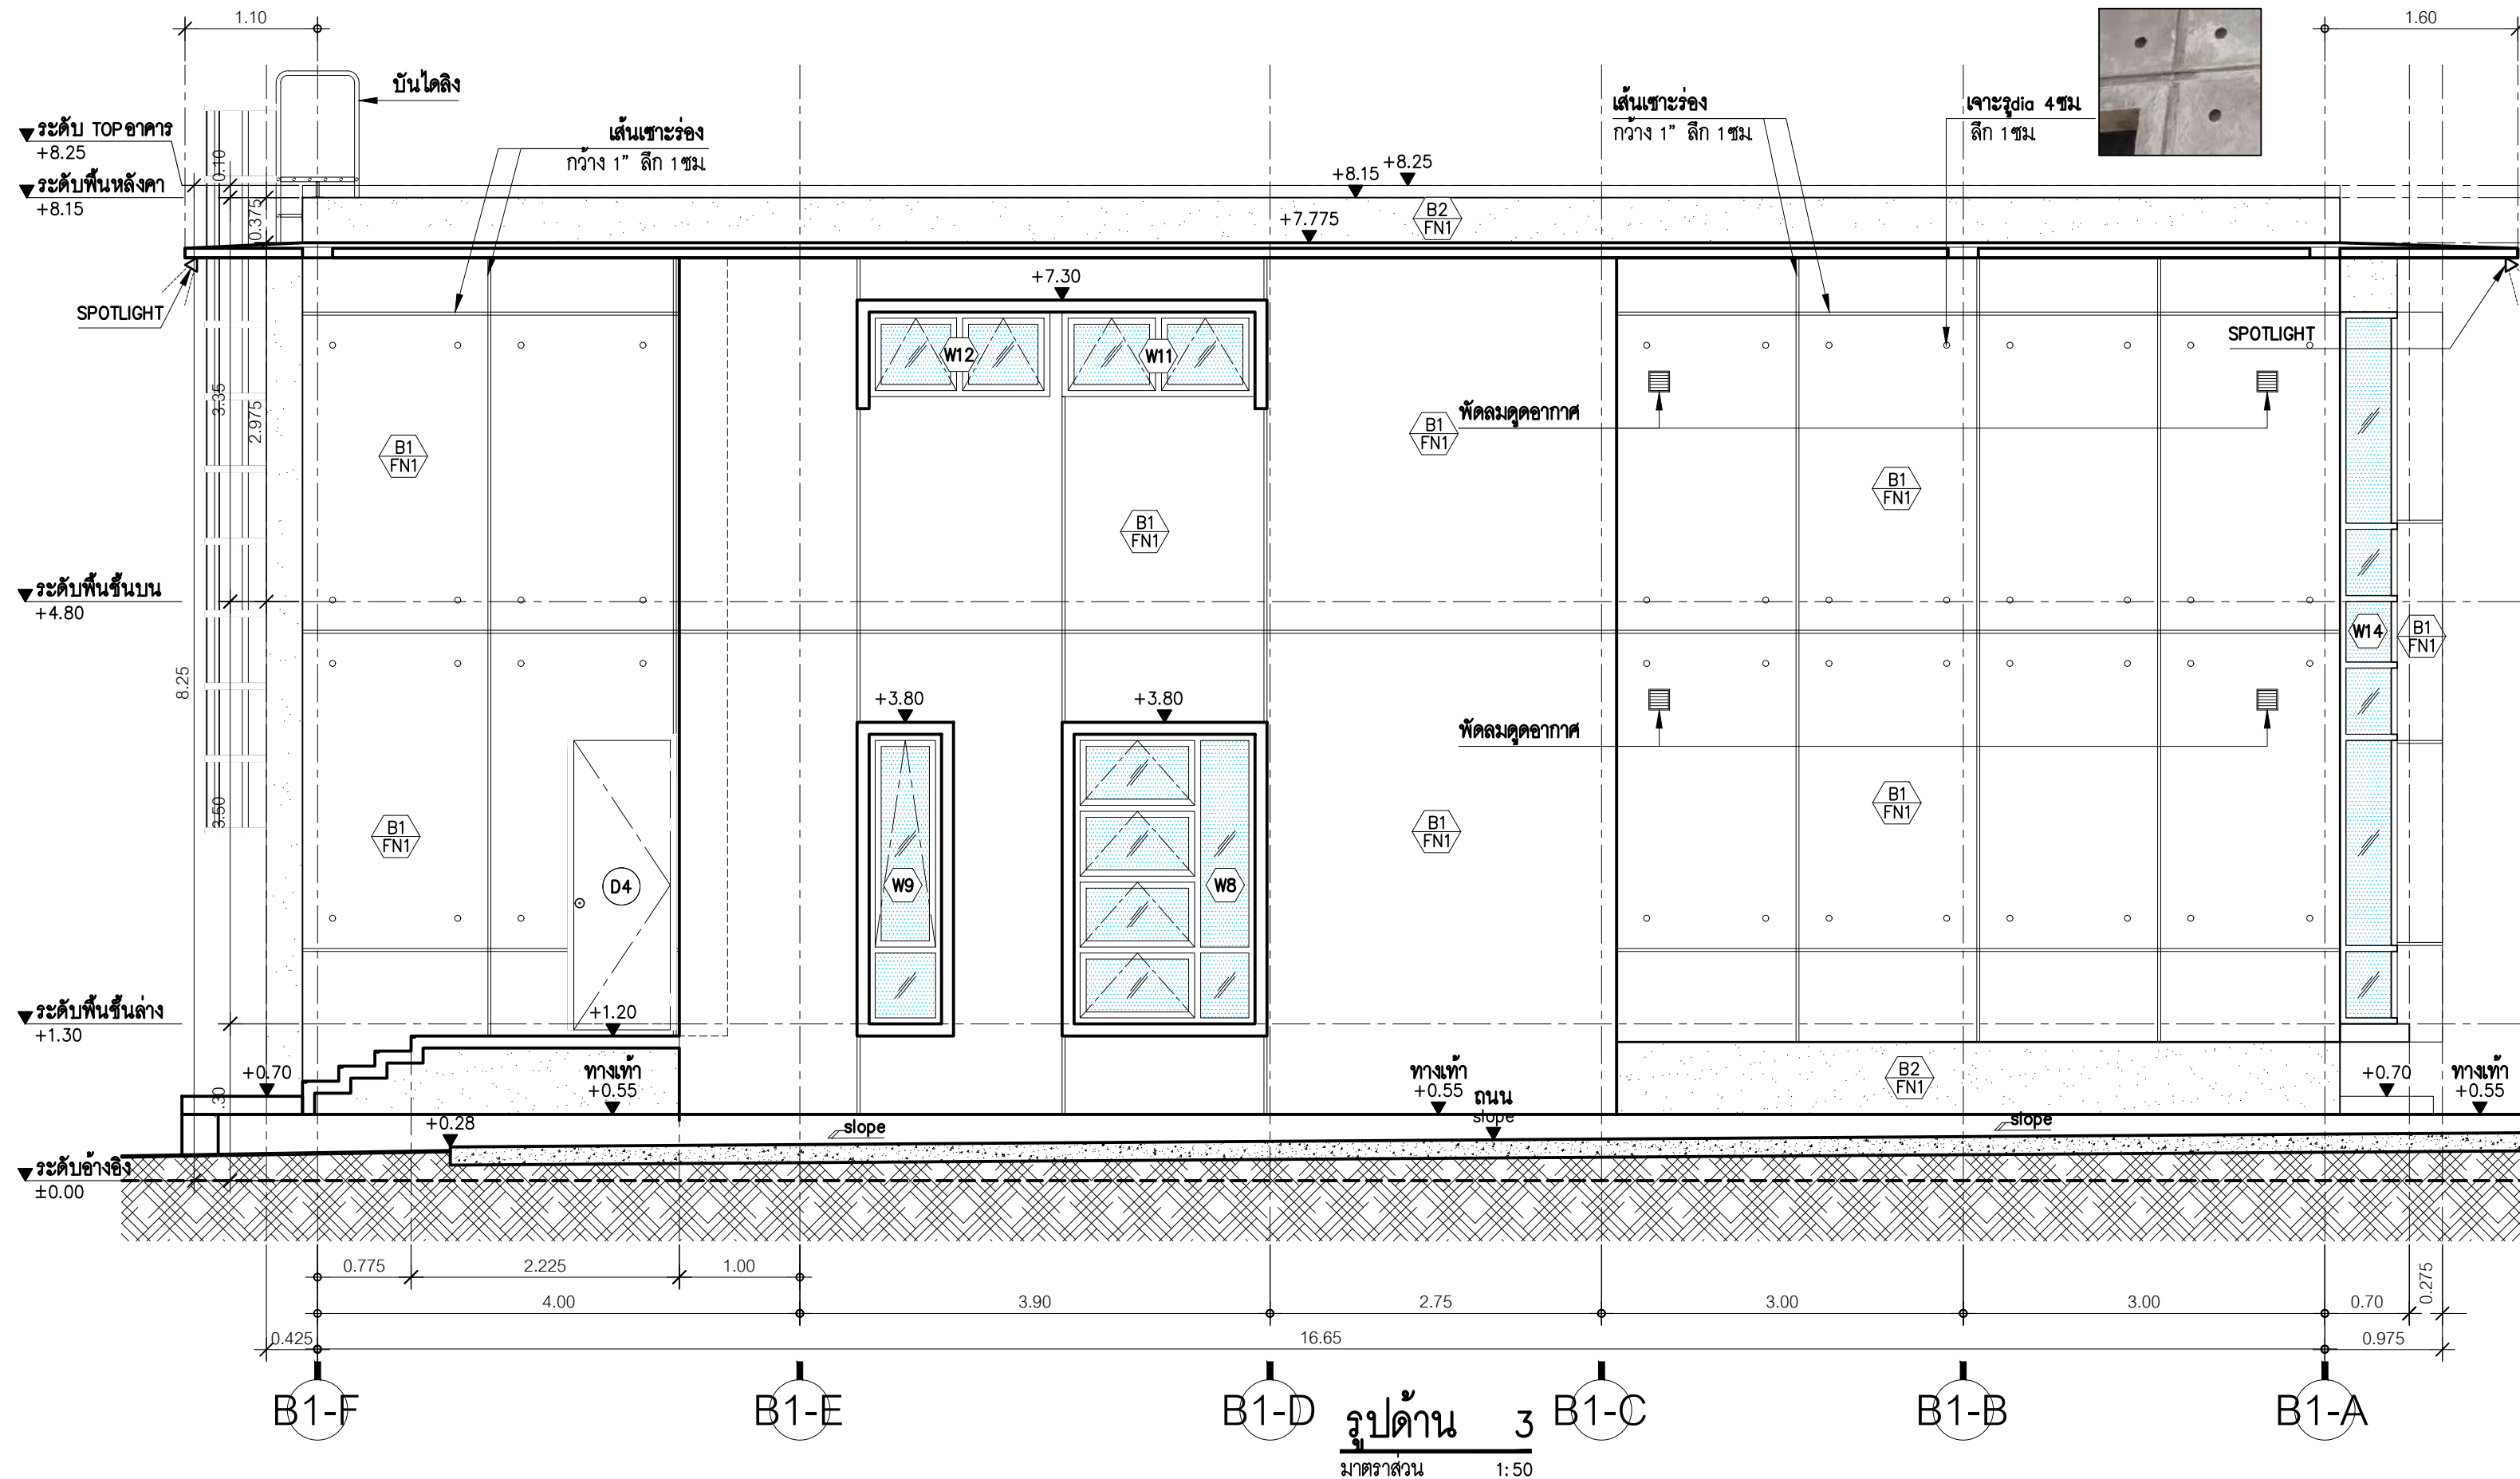 1.10
1.60
บันไดลิง
เส้นเซาะร่อง
กว้าง 1" ลึก 1ซม.
เส้นเซาะร่อง
กว้าง 1" ลึก 1ซม.
เจาะรูdia 4ซม.
ลึก 1ซม.
ระดับ TOPอาคาร
+8.25
0.10
ระดับพื้นหลังคา
+8.15
+8.15
+8.25
0.375
+7.775
B2
FN1
SPOTLIGHT
+7.30
SPOTLIGHT
W12
W11
3.35
2.975
B1
FN1
B1
FN1
พัดลมดูดอากาศ
B1
FN1
B1
FN1
ระดับพื้นชั้นบน
+4.80
W14
B1
FN1
8.25
+3.80
+3.80
พัดลมดูดอากาศ
3.50
B1
FN1
B1
FN1
B1
FN1
D4
W9
W8
ระดับพื้นชั้นล่าง
+1.30
+1.20
+0.70
ทางเท้า
+0.55
ทางเท้า
+0.55
B2
FN1
+0.70
ทางเท้า
+0.55
.30
ถนน
slope
+0.28
slope
slope
ระดับอ้างอิง
±0.00
0.775
2.225
1.00
0.275
4.00
3.90
2.75
3.00
3.00
0.70
0.425
16.65
0.975
B1-F
B1-E
B1-D
B1-C
B1-B
B1-A
รูปด้าน 3
มาตราส่วน 1:50